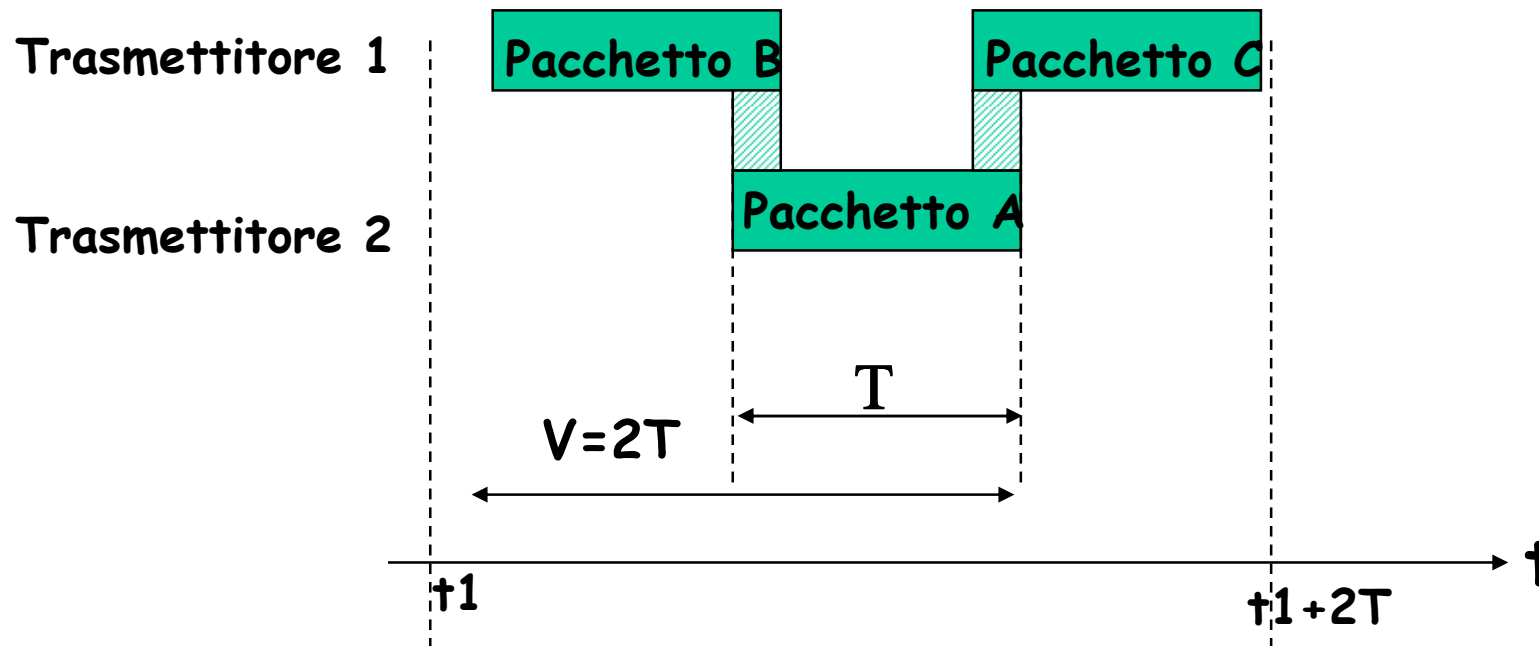 Trasmettitore 1
Pacchetto B
Pacchetto C
Trasmettitore 2
Pacchetto A
T
V=2T
t
t1
t1+2T